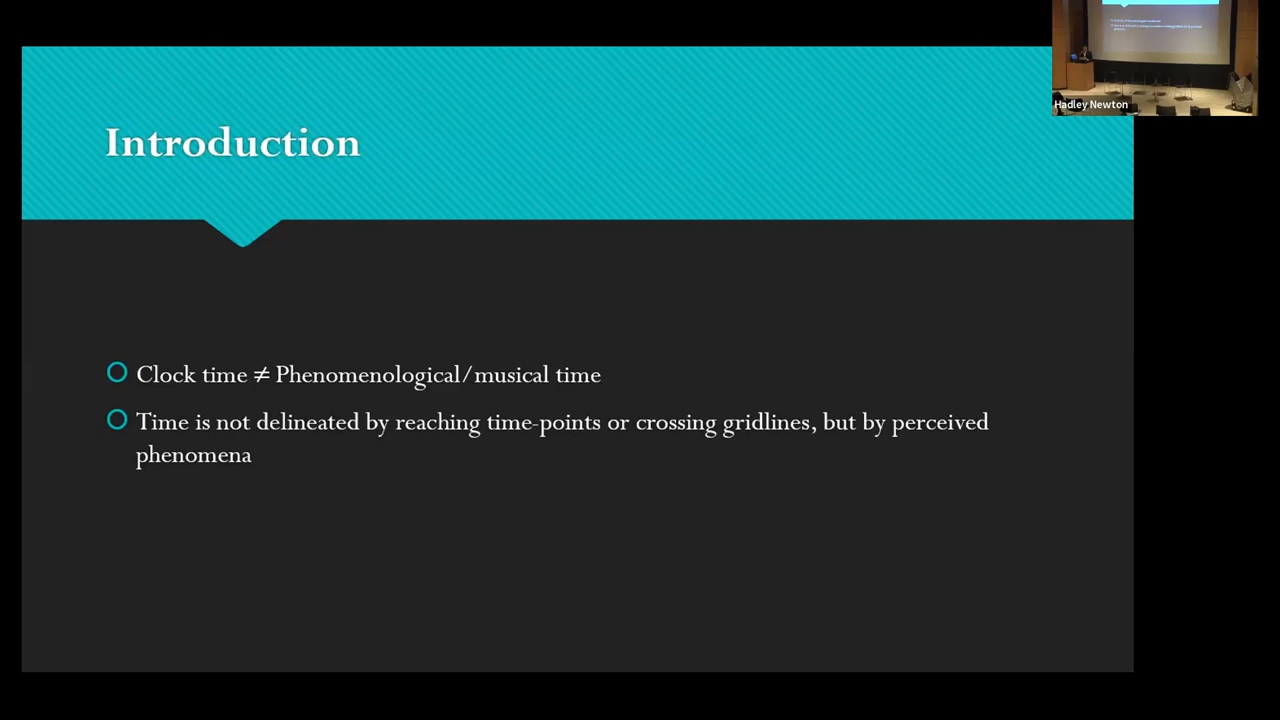 Introduction
Hadley Newton
Clock time ≠ Phenomenological/musical time
Time is not delineated by reaching time-points or crossing gridlines, but by perceived
phenomena